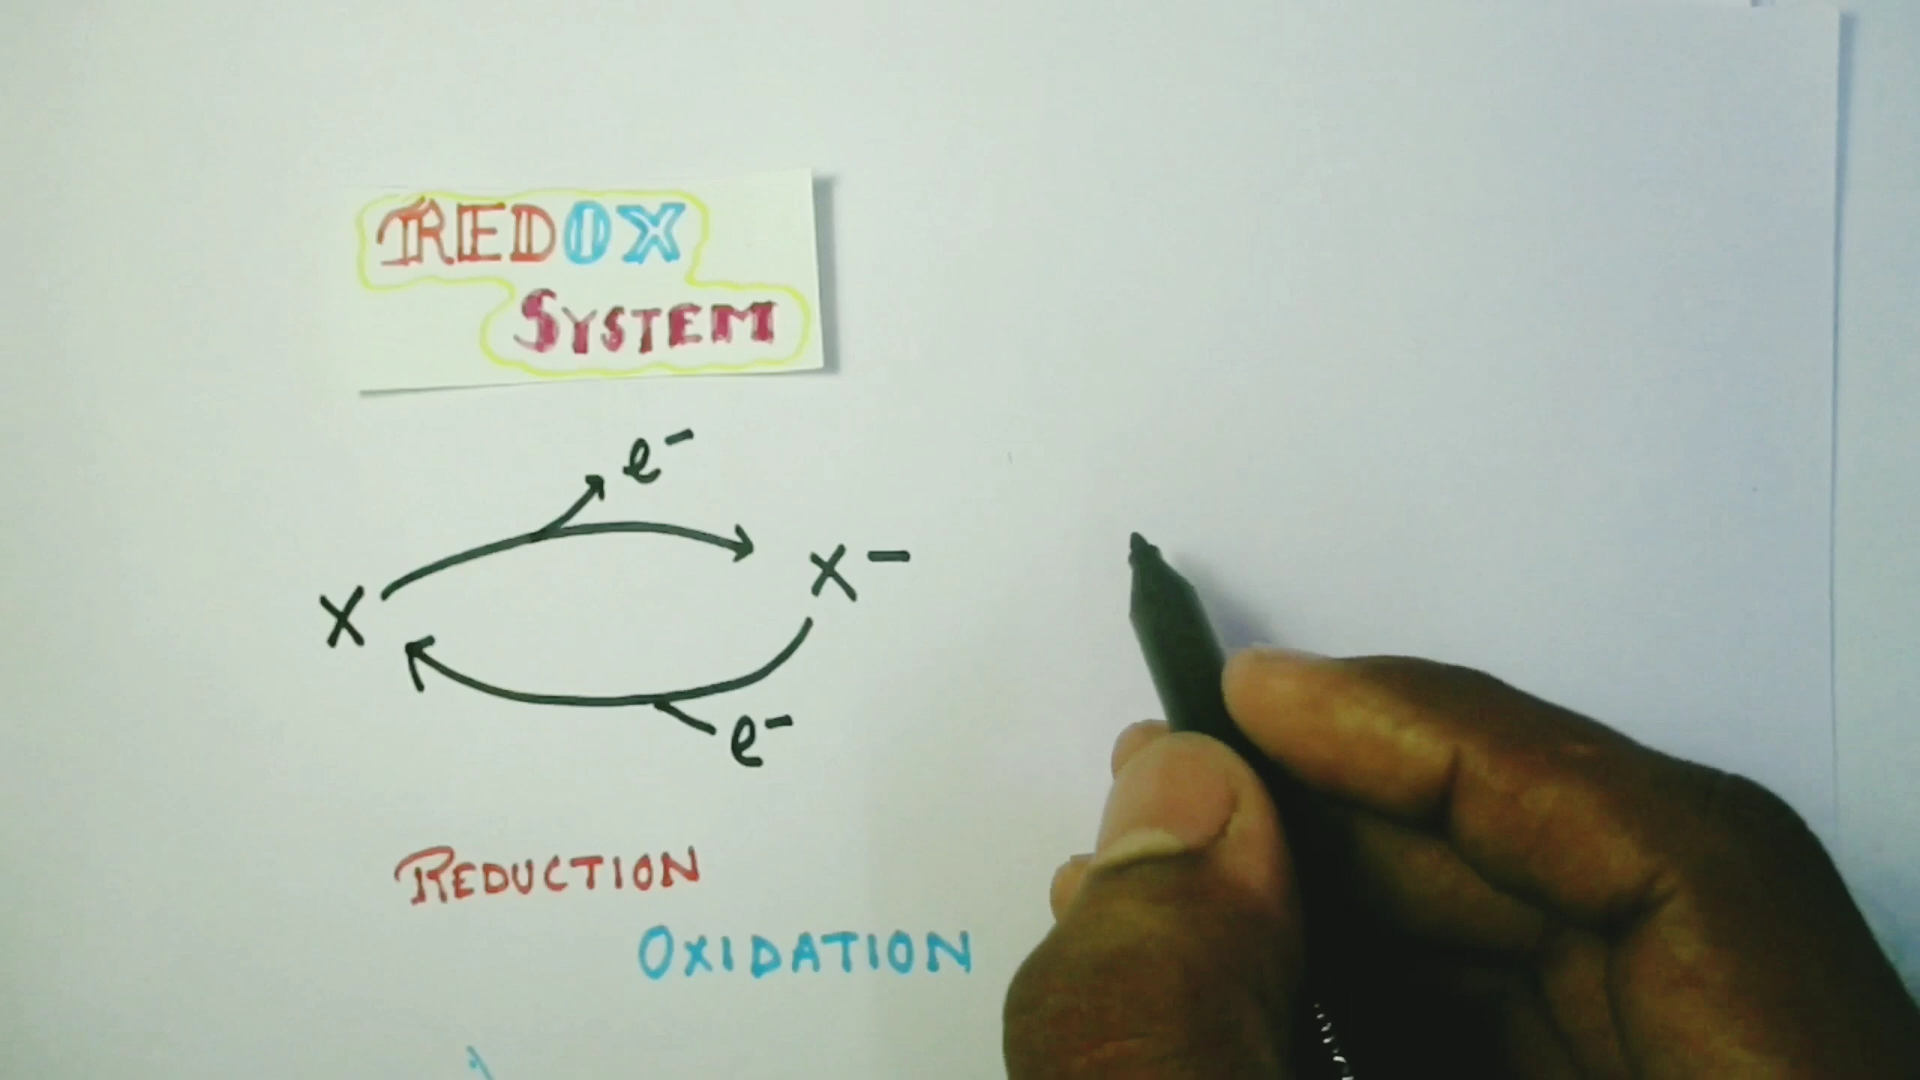 REDOX
SYSTEM
e⁻
X
X⁻
e⁻
REDUCTION
OXIDATION